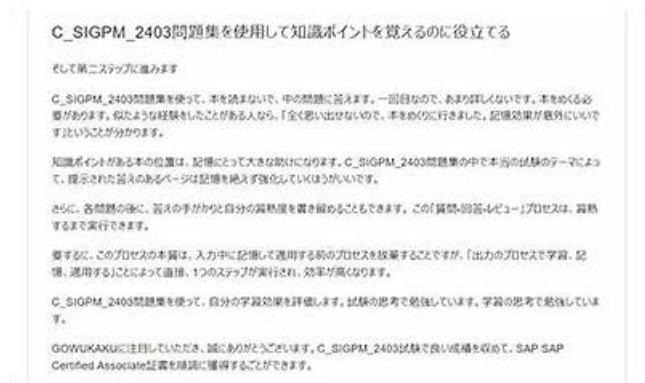 C_SIGPM_2403問題集を使用して知識ポイントを覚えるのに役立てる
そして第二ステップに進みます
C_SIGPM_2403問題集を使って、本を読まないで、中の問題に答えます。一回目なので、あまり詳しくないです。本をめくる必
要があります。似たような経験をしたことがある人なら、「全く思い出せないので、本をめくりに行きました。記憶効果が意外にいいで
す」ということが分かります。
知識ポイントがある本の位置は、記憶にとって大きな助けになります。C_SIGPM_2403問題集の中で本当の試験のテーマによっ
て、提示された答えのあるページは記憶を絶えず強化していくほうがいいです。
さらに、各問題の後に、答えの手がかりと自分の習熟度を書き留めることもできます。この「質問-回答-レビュー」プロセスは、習熟
するまで実行できます。
要するに、このプロセスの本質は、入力中に記憶して適用する前のプロセスを放棄することですが、「出力のプロセスで学習、記
憶、適用する」ことによって直接、1つのステップが実行され、効率が高くなります。
C_SIGPM_2403問題集を使って、自分の学習効果を評価します。試験の思考で勉強しています。学習の思考で勉強していま
す。
GOWUKAKUに注目していただき、誠にありがとうございます。C_SIGPM_2403試験で良い成績を収めて、SAP SAP
Certified Associate証書を順調に獲得することができます。